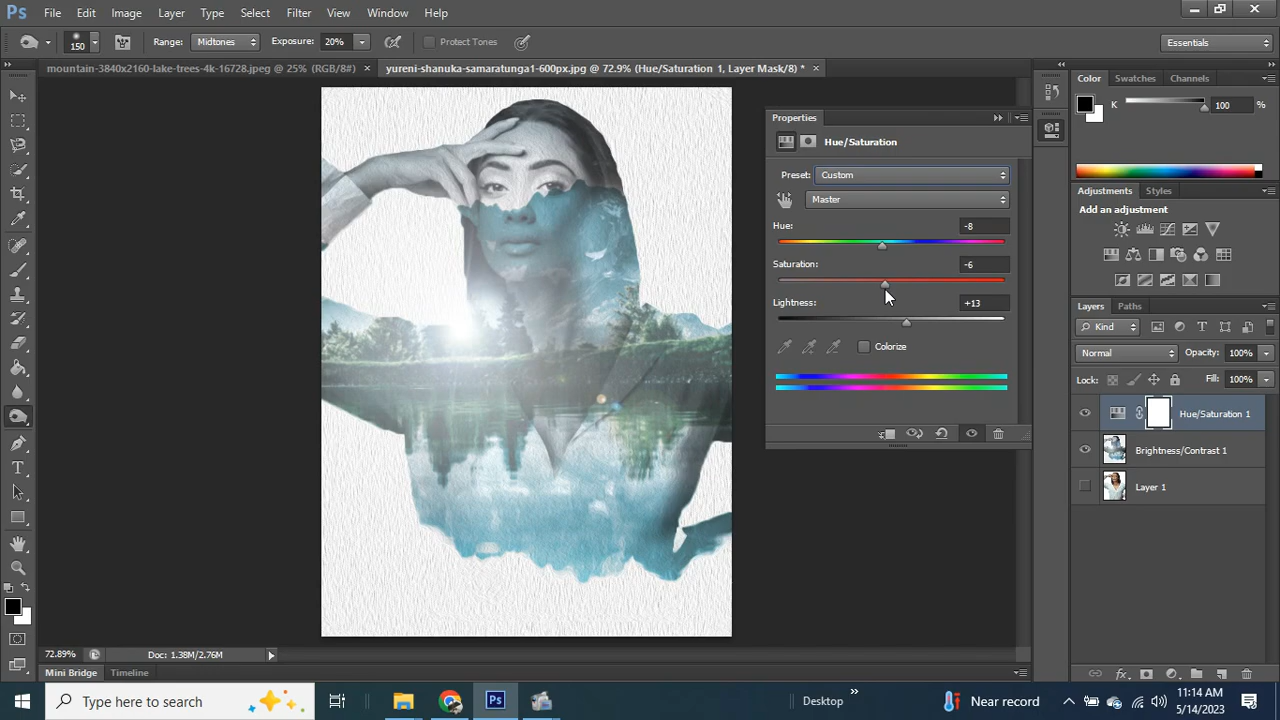 Ps File Edit Image Layer Type Select Filter View Window Help
150 Range: Midtones Exposure: 20% Protect Tones Essentials
mountain-3840x2160-lake-trees-4k-16728.jpeg @ 25% (RGB/8#) × yureni-shanuka-samaratunga1-600px.jpg @ 72.9% (Hue/Saturation 1, Layer Mask/8) * ×
Color Swatches Channels
K 100 %
Properties
Hue/Saturation
Preset: Custom
Master
Hue: -8
Saturation: -6
Lightness: +13
Colorize
Adjustments Styles
Add an adjustment
Layers Paths
Kind
Normal Opacity: 100%
Lock: Fill: 100%
Hue/Saturation 1
Brightness/Contrast 1
Layer 1
72.89% Doc: 1.38M/2.76M
Mini Bridge Timeline
Type here to search Ps Desktop Near record 11:14 AM
5/14/2023